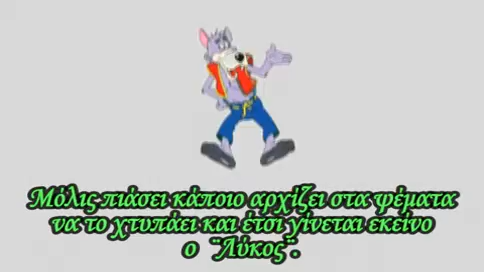 Μόλις πιάσει κάποιο αρχίζει στα ψέματα
να το χτυπάει και έτσι γίνεται εκείνο
ο ¨Λύκος¨.